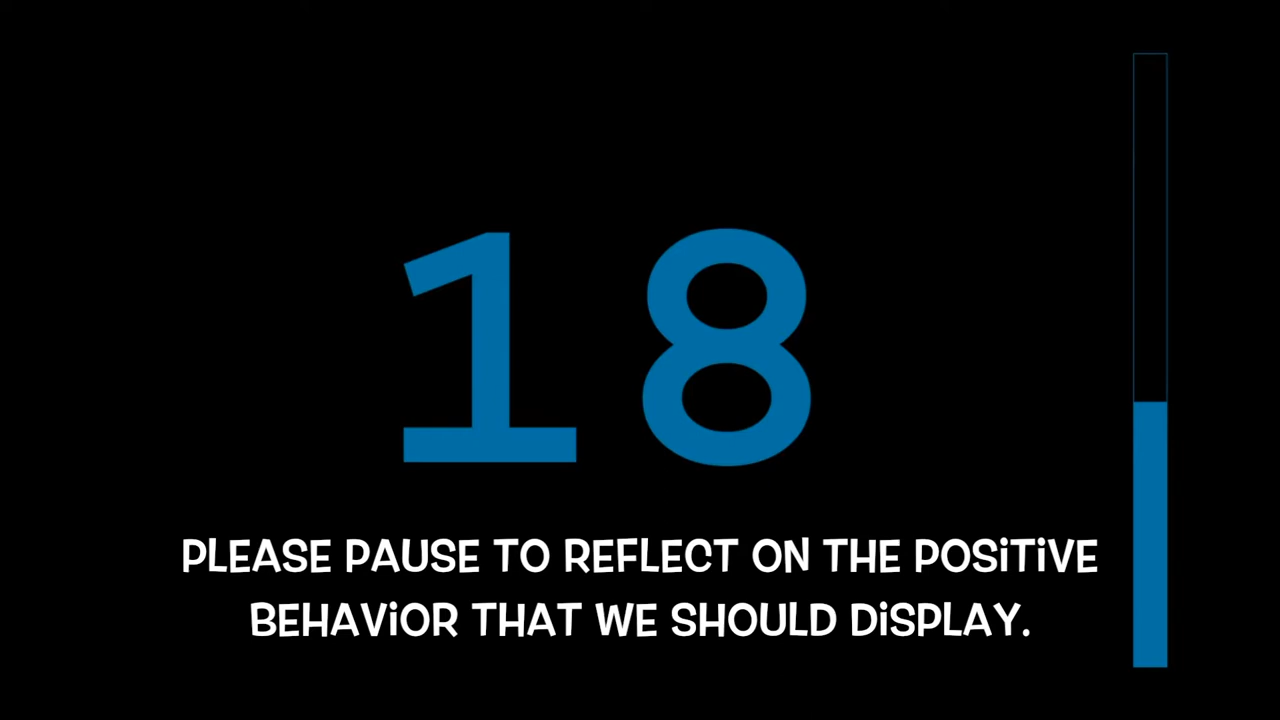 18
PLEASE PAUSE TO REFLECT ON THE POSiTiVE
BEHAViOR THAT WE SHOULD DiSPLAY.